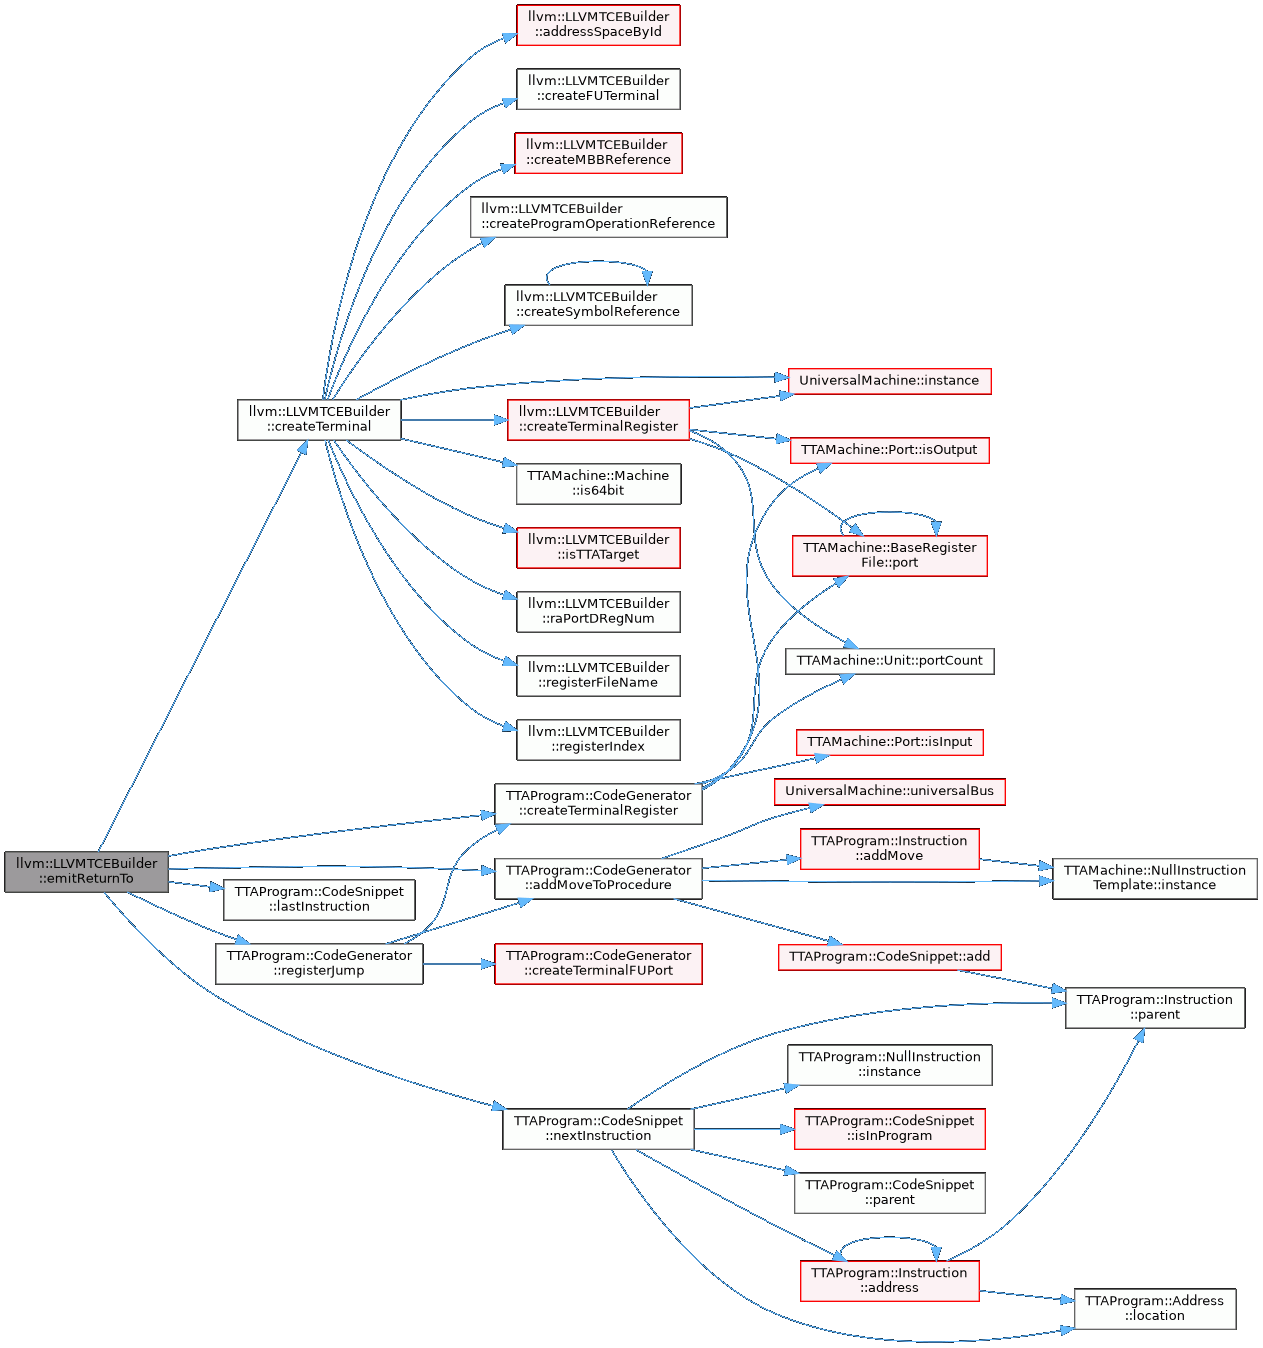 llvm::LLVMTCEBuilder
::addressSpaceById
llvm::LLVMTCEBuilder
::createFUTerminal
llvm::LLVMTCEBuilder
::createMBBReference
llvm::LLVMTCEBuilder
::createProgramOperationReference
llvm::LLVMTCEBuilder
::createSymbolReference
UniversalMachine::instance
llvm::LLVMTCEBuilder
::createTerminal
llvm::LLVMTCEBuilder
::createTerminalRegister
TTAMachine::Port::isOutput
TTAMachine::Machine
::is64bit
llvm::LLVMTCEBuilder
::isTTATarget
TTAMachine::BaseRegister
File::port
llvm::LLVMTCEBuilder
::raPortDRegNum
TTAMachine::Unit::portCount
llvm::LLVMTCEBuilder
::registerFileName
llvm::LLVMTCEBuilder
::registerIndex
TTAMachine::Port::isInput
UniversalMachine::universalBus
TTAProgram::CodeGenerator
::createTerminalRegister
TTAProgram::Instruction
::addMove
llvm::LLVMTCEBuilder
::emitReturnTo
TTAProgram::CodeGenerator
::addMoveToProcedure
TTAMachine::NullInstruction
Template::instance
TTAProgram::CodeSnippet
::lastInstruction
TTAProgram::CodeGenerator
::registerJump
TTAProgram::CodeGenerator
::createTerminalFUPort
TTAProgram::CodeSnippet::add
TTAProgram::Instruction
::parent
TTAProgram::NullInstruction
::instance
TTAProgram::CodeSnippet
::nextInstruction
TTAProgram::CodeSnippet
::isInProgram
TTAProgram::CodeSnippet
::parent
TTAProgram::Instruction
::address
TTAProgram::Address
::location